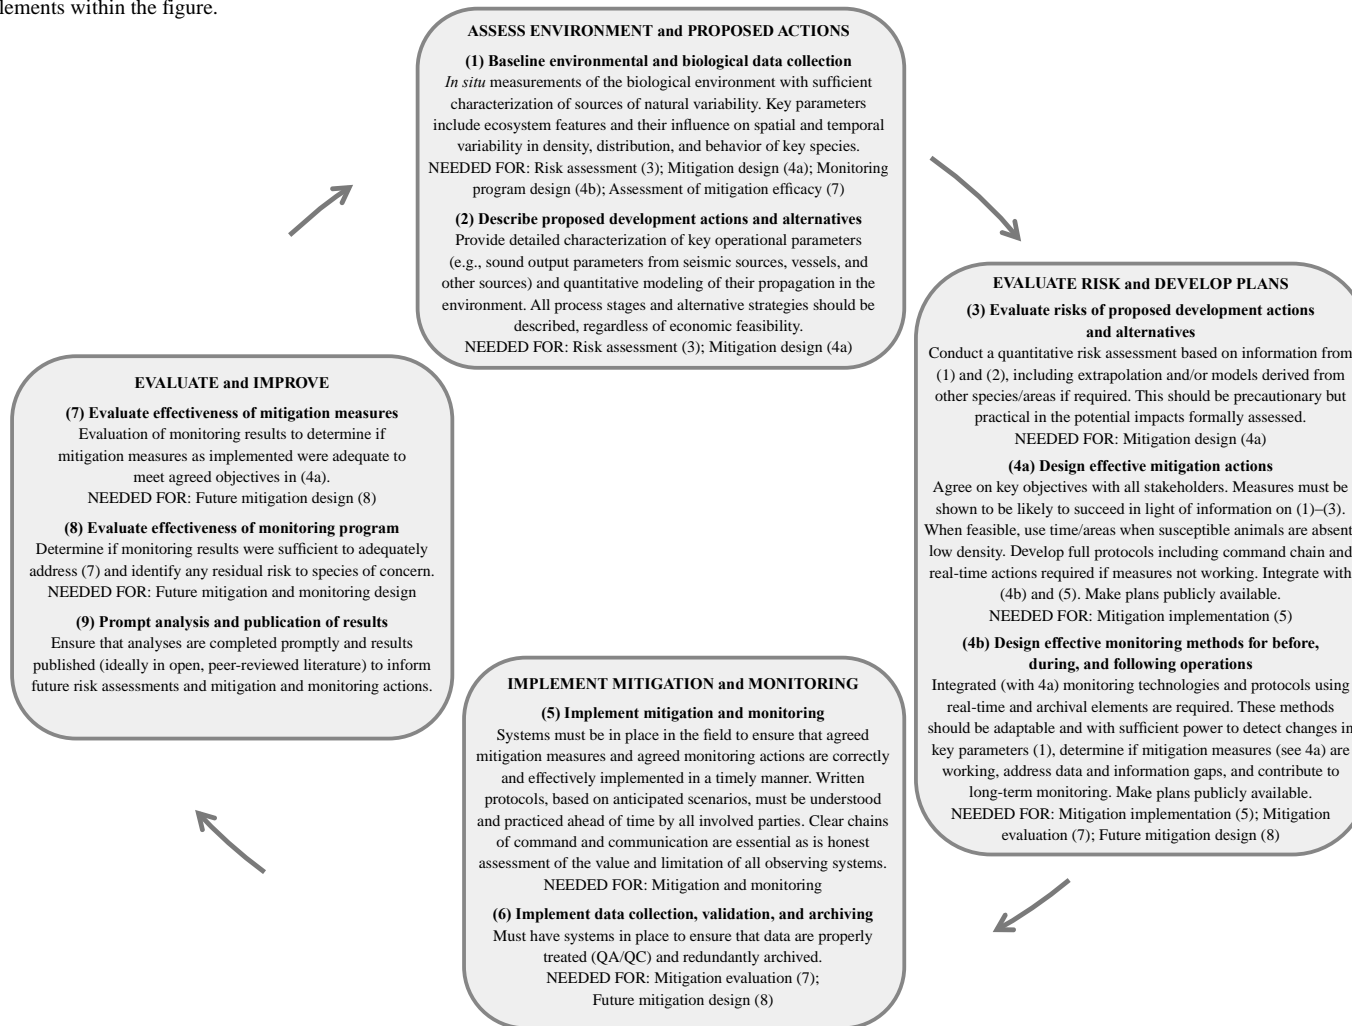 lements within the figure.
ASSESS ENVIRONMENT and PROPOSED ACTIONS
(1) Baseline environmental and biological data collection
In situ measurements of the biological environment with sufficient
characterization of sources of natural variability. Key parameters
include ecosystem features and their influence on spatial and temporal
variability in density, distribution, and behavior of key species.
NEEDED FOR: Risk assessment (3); Mitigation design (4a); Monitoring
program design (4b); Assessment of mitigation efficacy (7)
(2) Describe proposed development actions and alternatives
Provide detailed characterization of key operational parameters
(e.g., sound output parameters from seismic sources, vessels, and
other sources) and quantitative modeling of their propagation in the
environment. All process stages and alternative strategies should be
described, regardless of economic feasibility.
NEEDED FOR: Risk assessment (3); Mitigation design (4a)
EVALUATE RISK and DEVELOP PLANS
(3) Evaluate risks of proposed development actions
and alternatives
Conduct a quantitative risk assessment based on information from
(1) and (2), including extrapolation and/or models derived from
other species/areas if required. This should be precautionary but
practical in the potential impacts formally assessed.
NEEDED FOR: Mitigation design (4a)
(4a) Design effective mitigation actions
Agree on key objectives with all stakeholders. Measures must be
shown to be likely to succeed in light of information on (1)–(3).
When feasible, use time/areas when susceptible animals are absent
low density. Develop full protocols including command chain and
real-time actions required if measures not working. Integrate with
(4b) and (5). Make plans publicly available.
NEEDED FOR: Mitigation implementation (5)
(4b) Design effective monitoring methods for before,
during, and following operations
Integrated (with 4a) monitoring technologies and protocols using
real-time and archival elements are required. These methods
should be adaptable and with sufficient power to detect changes in
key parameters (1), determine if mitigation measures (see 4a) are
working, address data and information gaps, and contribute to
long-term monitoring. Make plans publicly available.
NEEDED FOR: Mitigation implementation (5); Mitigation
evaluation (7); Future mitigation design (8)
IMPLEMENT MITIGATION and MONITORING
(5) Implement mitigation and monitoring
Systems must be in place in the field to ensure that agreed
mitigation measures and agreed monitoring actions are correctly
and effectively implemented in a timely manner. Written
protocols, based on anticipated scenarios, must be understood
and practiced ahead of time by all involved parties. Clear chains
of command and communication are essential as is honest
assessment of the value and limitation of all observing systems.
NEEDED FOR: Mitigation and monitoring
(6) Implement data collection, validation, and archiving
Must have systems in place to ensure that data are properly
treated (QA/QC) and redundantly archived.
NEEDED FOR: Mitigation evaluation (7);
Future mitigation design (8)
EVALUATE and IMPROVE
(7) Evaluate effectiveness of mitigation measures
Evaluation of monitoring results to determine if
mitigation measures as implemented were adequate to
meet agreed objectives in (4a).
NEEDED FOR: Future mitigation design (8)
(8) Evaluate effectiveness of monitoring program
Determine if monitoring results were sufficient to adequately
address (7) and identify any residual risk to species of concern.
NEEDED FOR: Future mitigation and monitoring design
(9) Prompt analysis and publication of results
Ensure that analyses are completed promptly and results
published (ideally in open, peer-reviewed literature) to inform
future risk assessments and mitigation and monitoring actions.